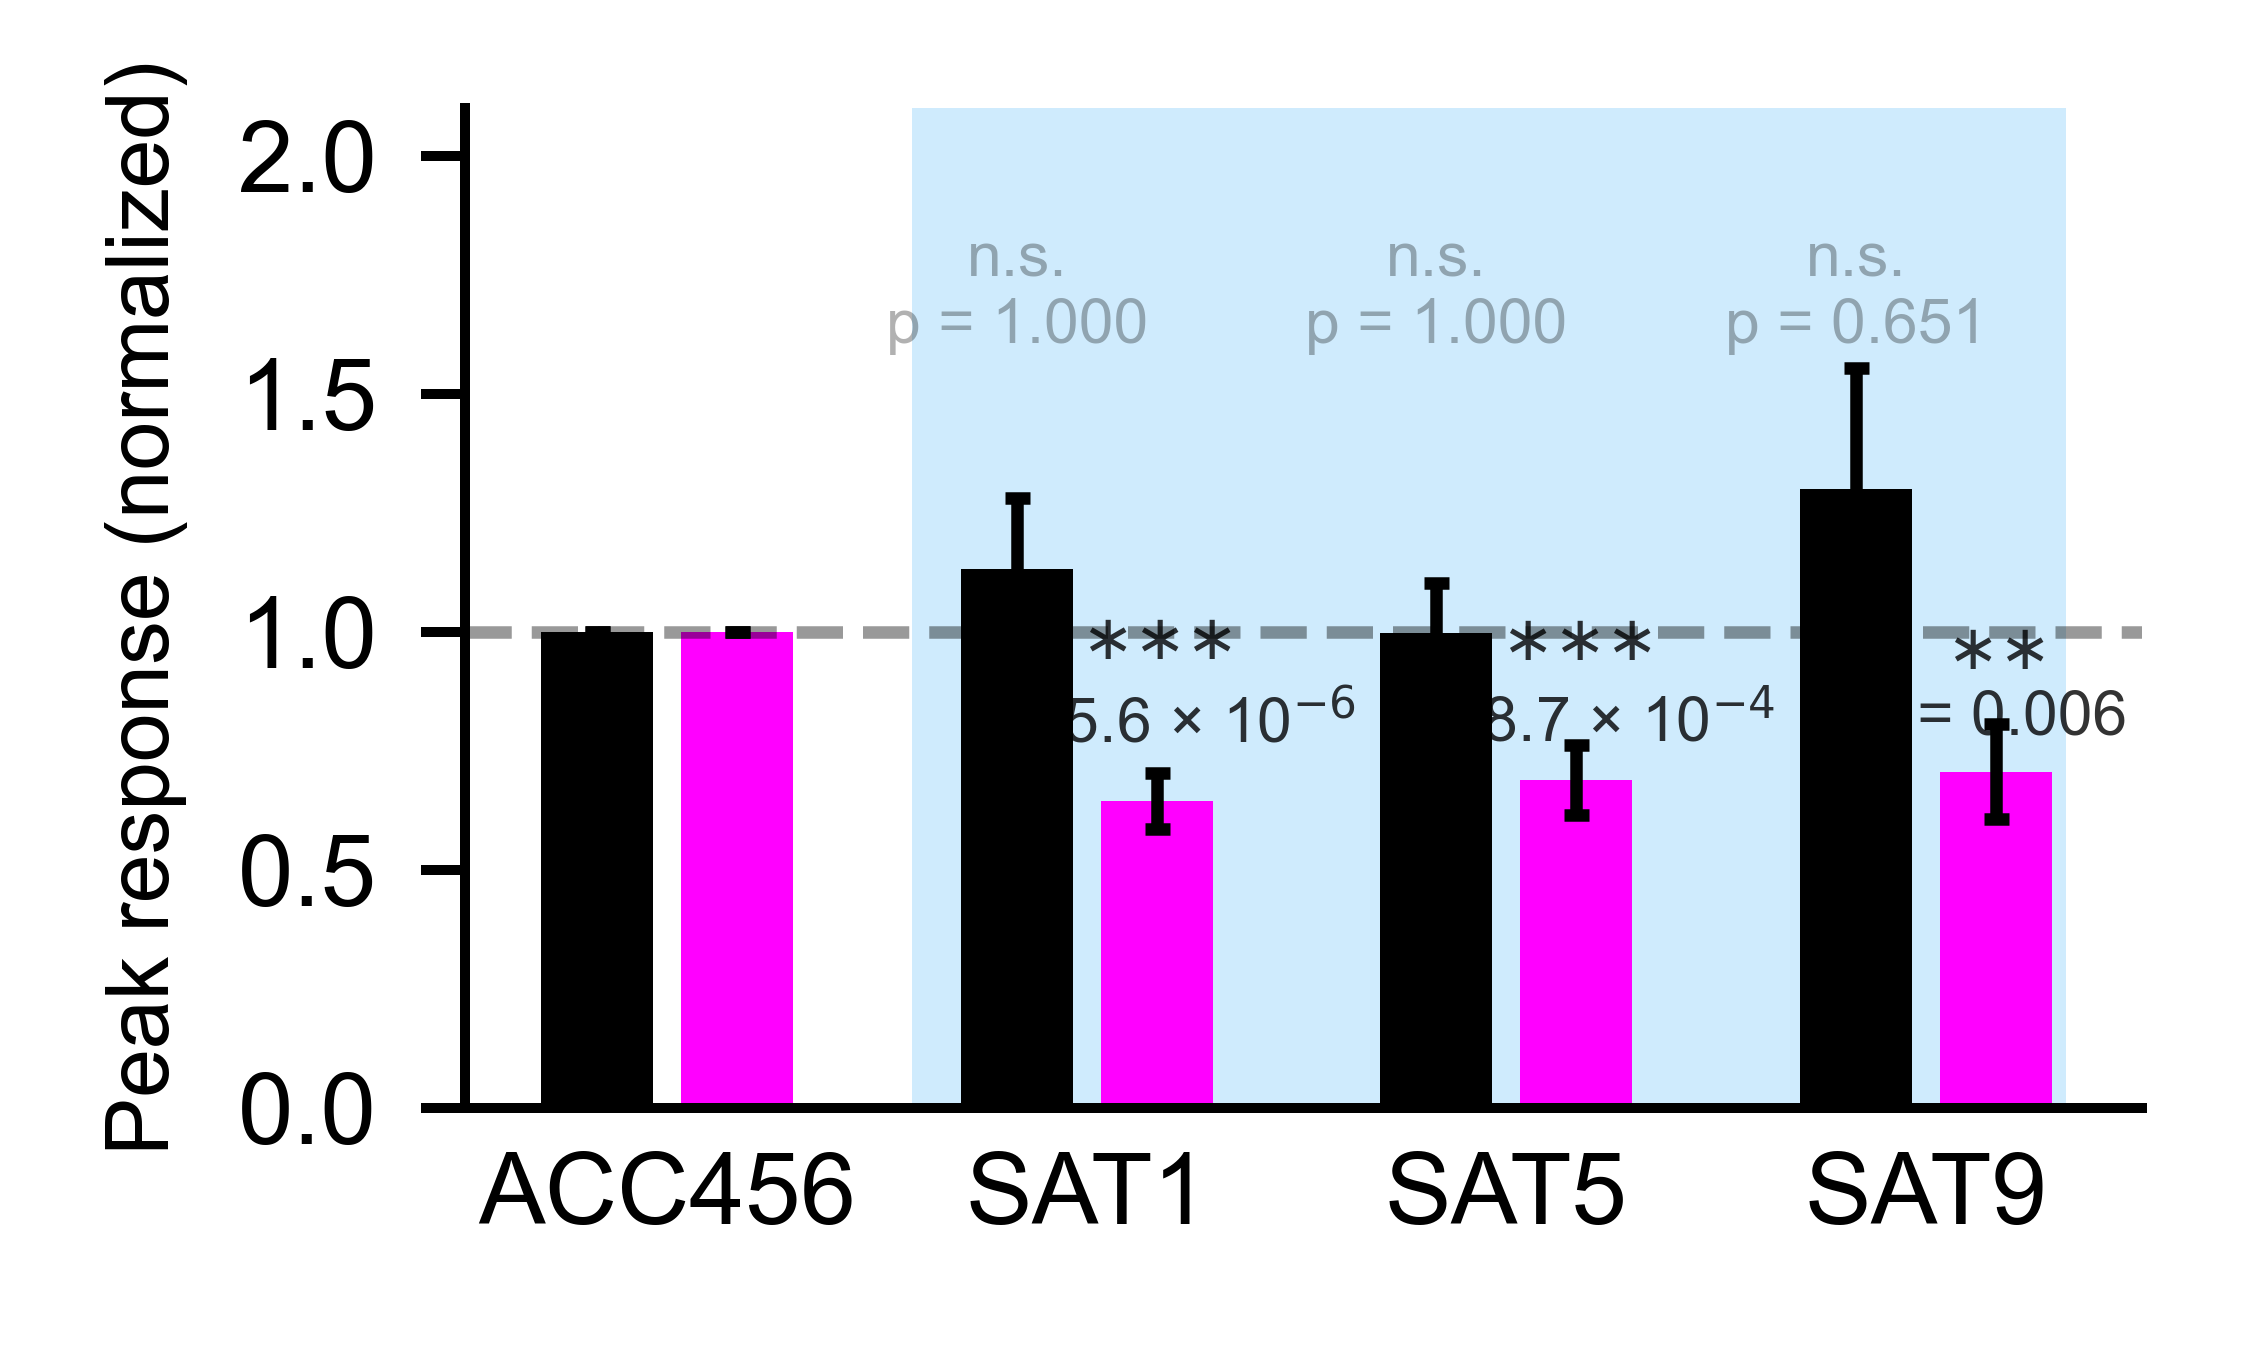 Peak response (normalized)
2.0
1.5
1.0
0.5
0.0
n.s.
p = 1.000
n.s.
p = 1.000
n.s.
p = 0.651
***
5.6 × 10⁻⁶
***
8.7 × 10⁻⁴
**
= 0.006
ACC456
SAT1
SAT5
SAT9